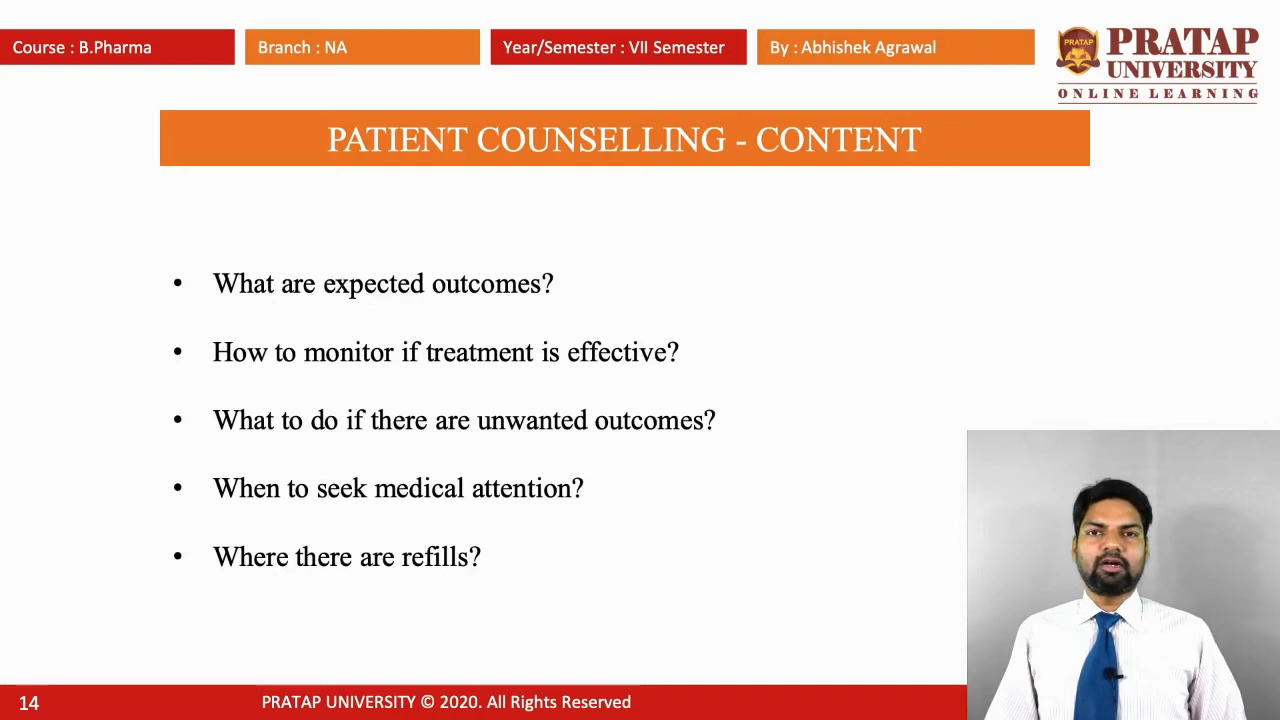 Course : B.Pharma
Branch : NA
Year/Semester : VII Semester
By : Abhishek Agrawal
PRATAP
PRATAP
UNIVERSITY
ONLINE LEARNING
PATIENT COUNSELLING - CONTENT
• What are expected outcomes?
• How to monitor if treatment is effective?
• What to do if there are unwanted outcomes?
• When to seek medical attention?
• Where there are refills?
14
PRATAP UNIVERSITY © 2020. All Rights Reserved